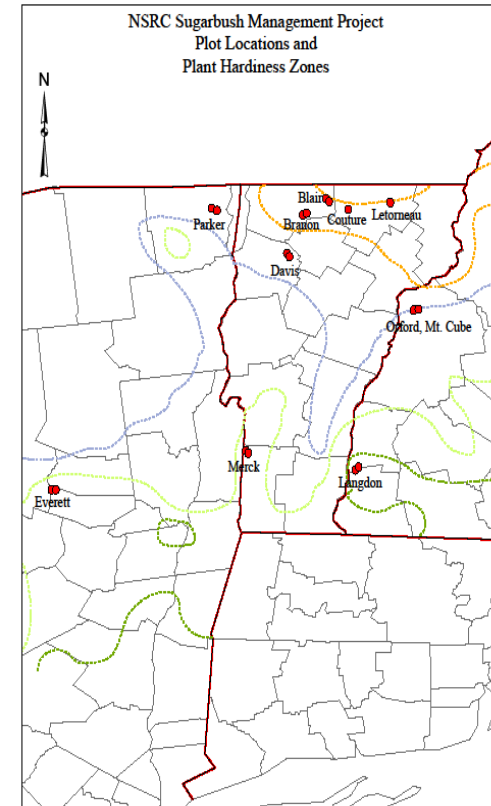 NSRC Sugarbush Management Project
Plot Locations and
Plant Hardiness Zones
N
Blair
Parker
Branon
Couture
Letorneau
Davis
Orford, Mt. Cube
Merck
Langdon
Everett